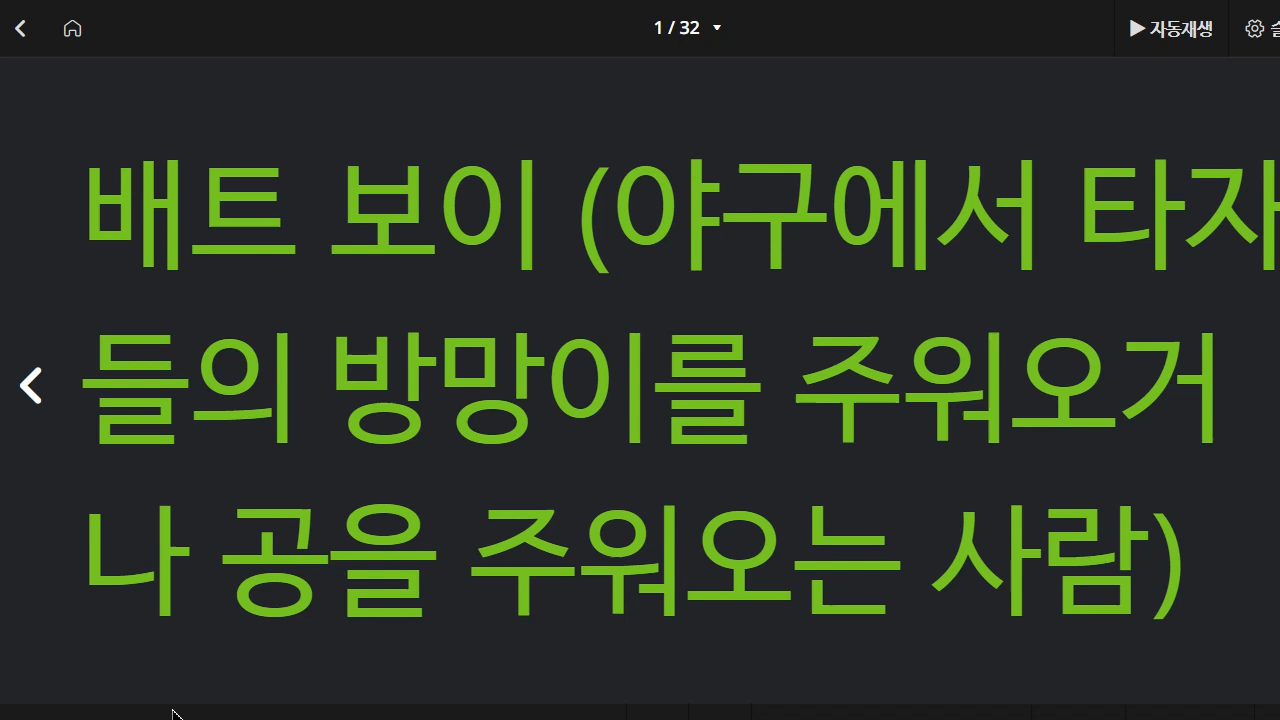 1 / 32
자동재생
배트 보이 (야구에서 타자
들의 방망이를 주워오거
나 공을 주워오는 사람)